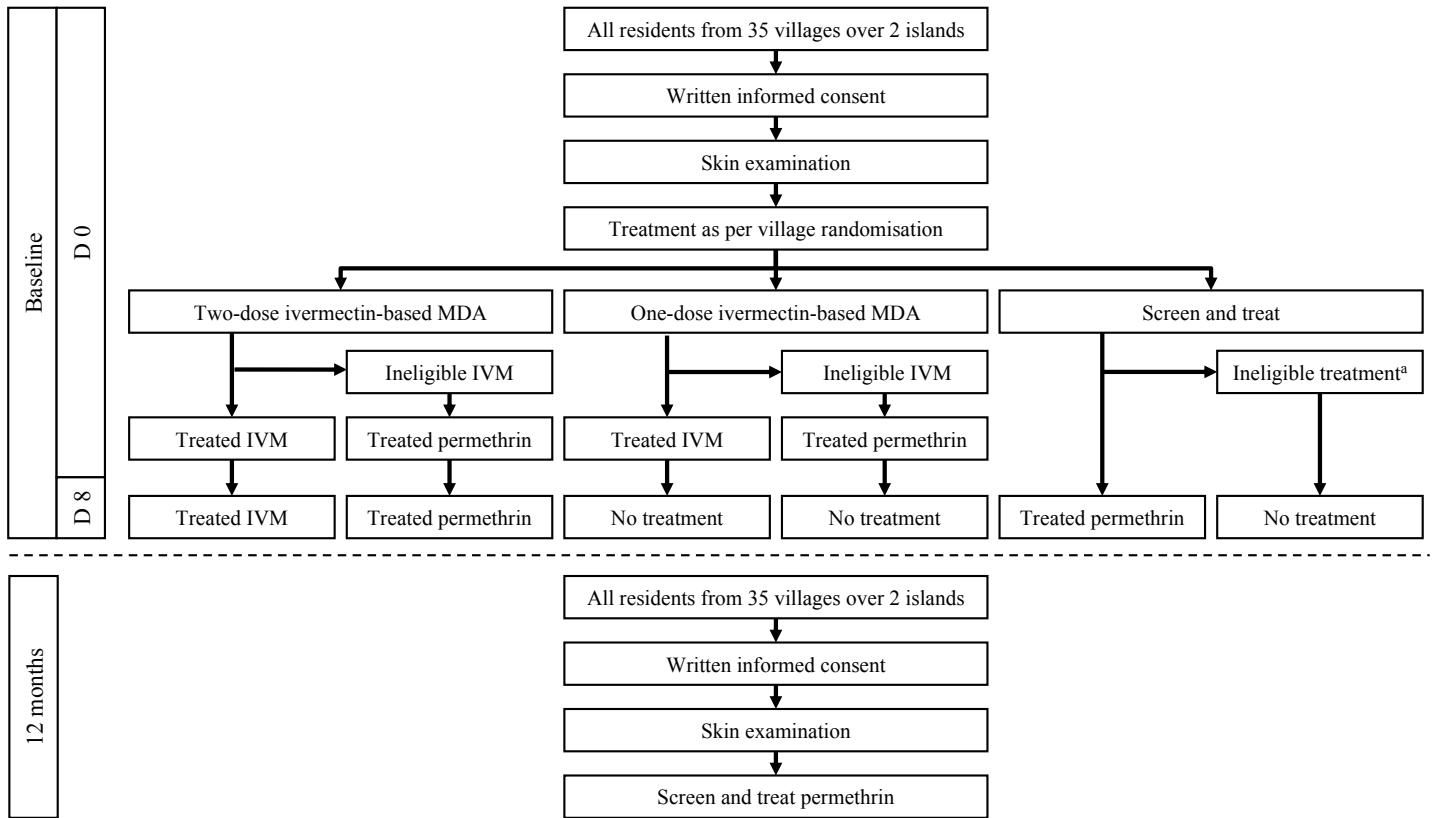 All residents from 35 villages over 2 islands
Written informed consent
Skin examination
Treatment as per village randomisation
Baseline
D 0
Two-dose ivermectin-based MDA
One-dose ivermectin-based MDA
Screen and treat
Ineligible IVM
Ineligible IVM
Ineligible treatmentᵃ
Treated IVM
Treated permethrin
Treated IVM
Treated permethrin
D 8
Treated IVM
Treated permethrin
No treatment
No treatment
Treated permethrin
No treatment
12 months
All residents from 35 villages over 2 islands
Written informed consent
Skin examination
Screen and treat permethrin